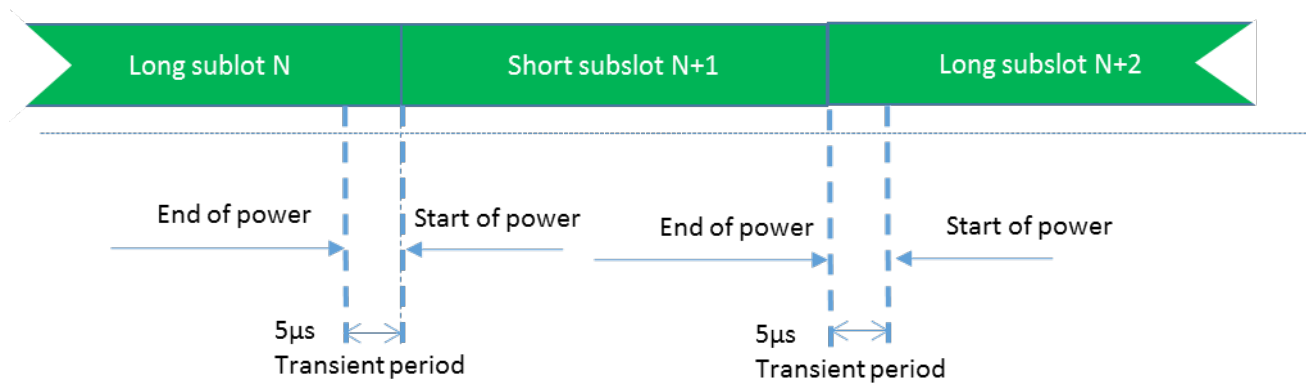 Long sublot N
Short subslot N+1
Long subslot N+2
End of power
Start of power
End of power
Start of power
5µs
Transient period
5µs
Transient period